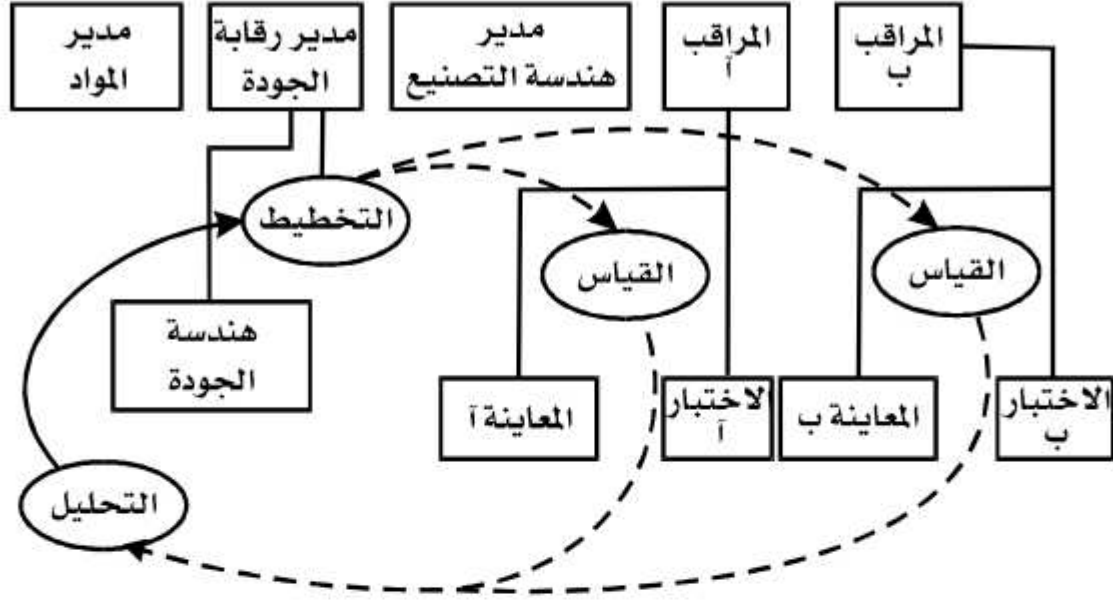 المراقب
ب
المراقب
آ
مدير
هندسة التصنيع
مدير رقابة
الجودة
مدير
المواد
التخطيط
القياس
القياس
هندسة
الجودة
الاختبار
ب
المعاينة ب
الاختبار
آ
المعاينة آ
التحليل